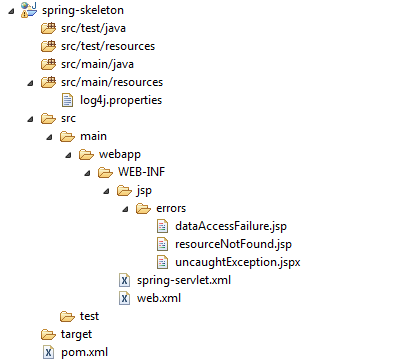 spring-skeleton
src/test/java
src/test/resources
src/main/java
src/main/resources
log4j.properties
src
main
webapp
WEB-INF
jsp
errors
dataAccessFailure.jsp
resourceNotFound.jsp
uncaughtException.jspx
spring-servlet.xml
web.xml
test
target
pom.xml